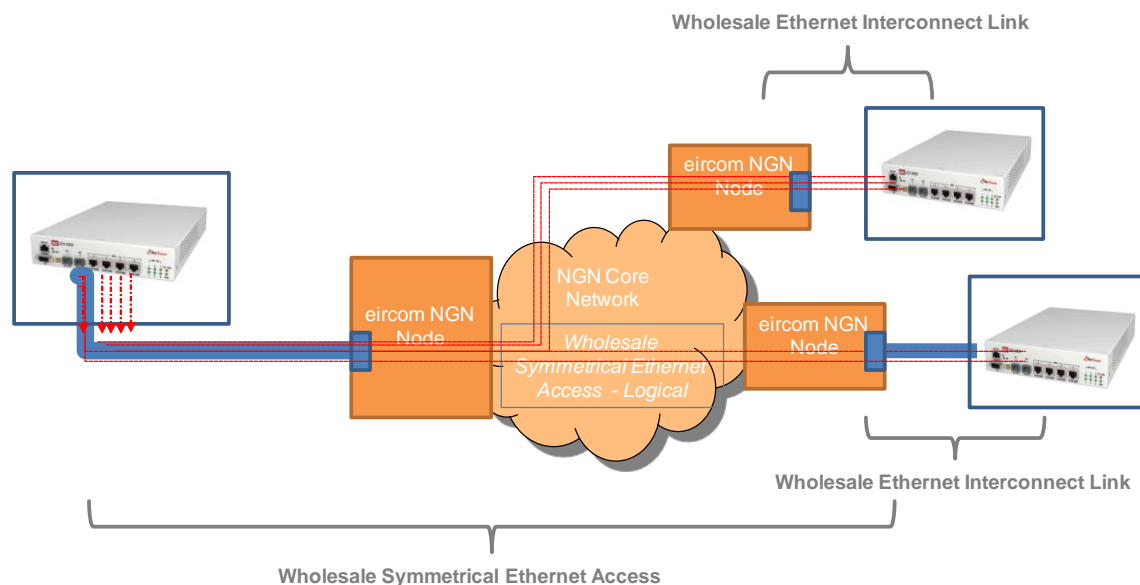 Wholesale Ethernet Interconnect Link
eircom NGN
Node
NGN Core
Network
eircom NGN
Node
eircom NGN
Node
Wholesale
Symmetrical Ethernet
Access - Logical
Wholesale Ethernet Interconnect Link
Wholesale Symmetrical Ethernet Access